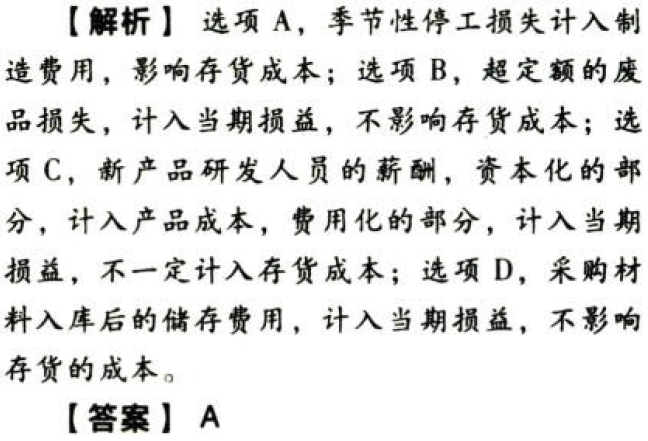 【解析】 选项 A，季节性停工损失计入制
造费用，影响存货成本；选项 B，超定额的废
品损失，计入当期损益，不影响存货成本；选
项 C，新产品研发人员的薪酬，资本化的部
分，计入产品成本，费用化的部分，计入当期
损益，不一定计入存货成本；选项 D，采购材
料入库后的储存费用，计入当期损益，不影响
存货的成本。
【答案】 A